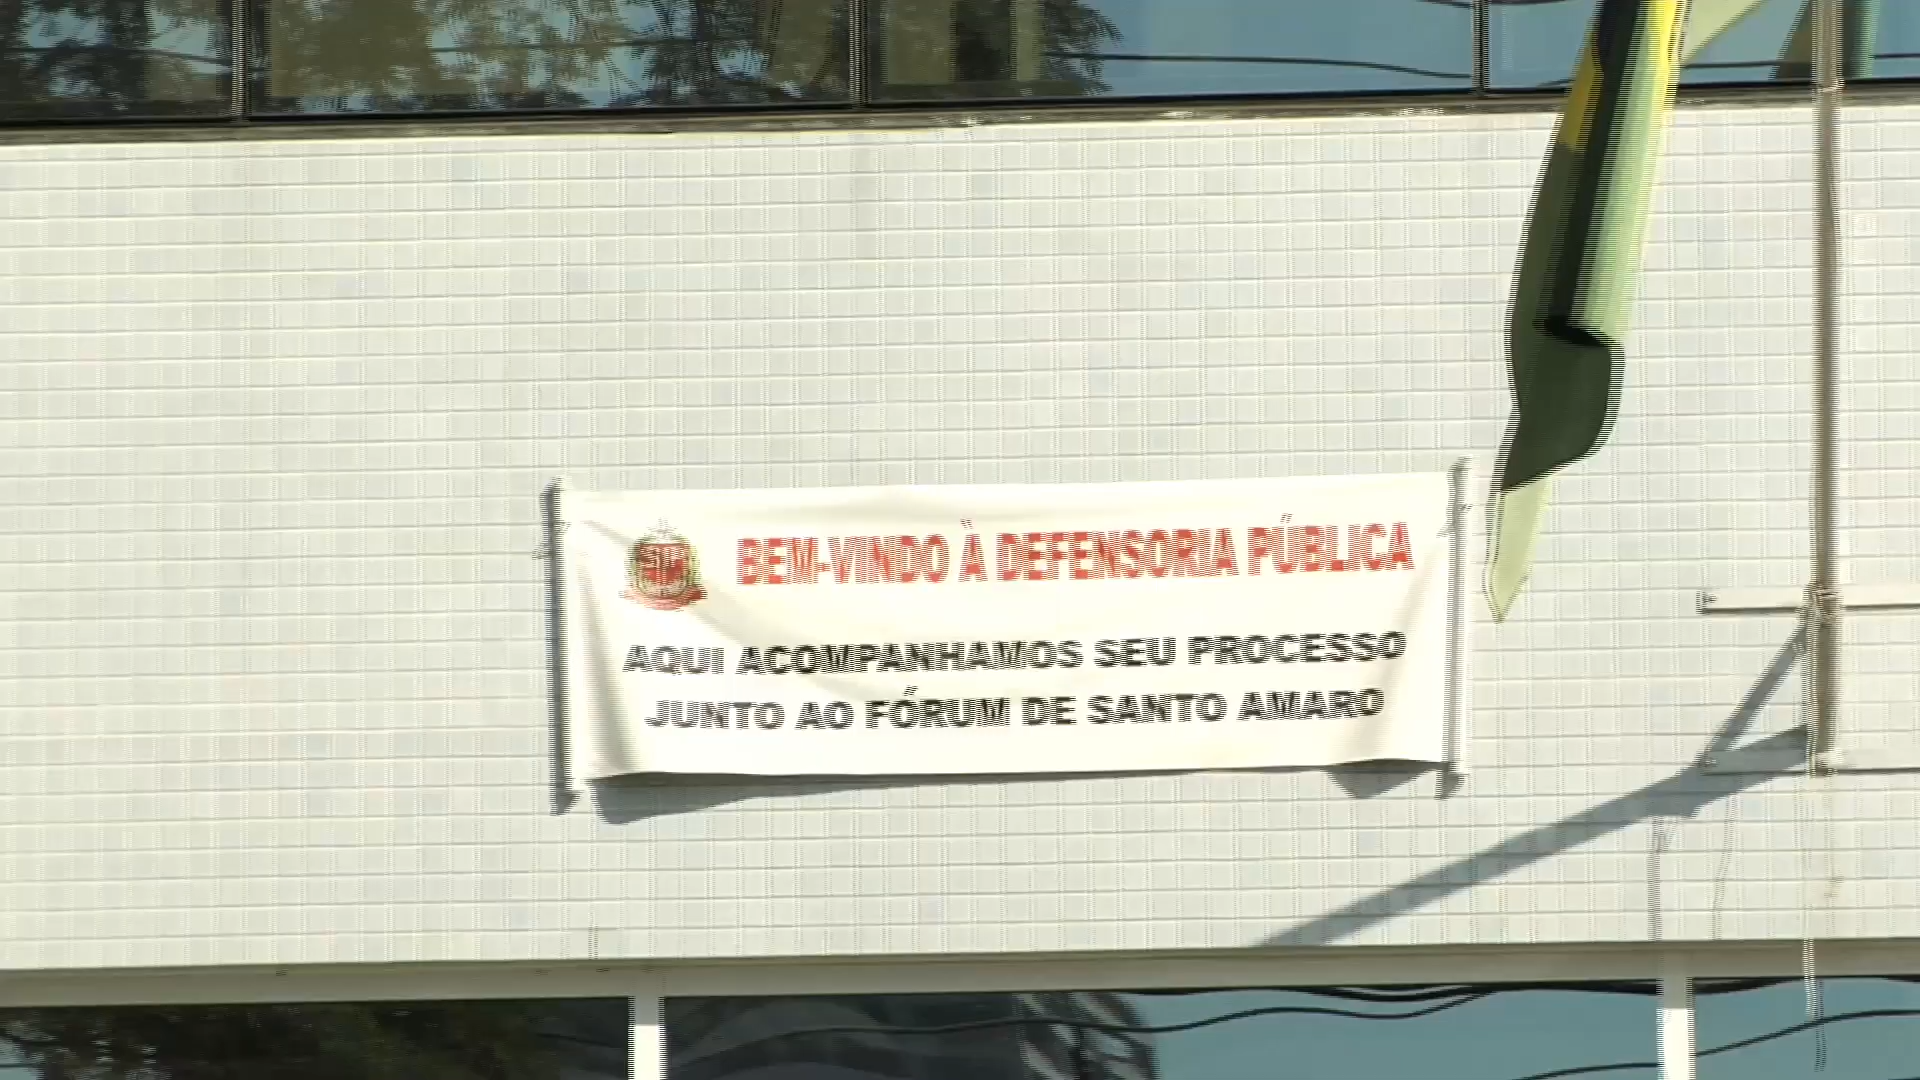 BEM-VINDO À DEFENSORIA PÚBLICA
AQUI ACOMPANHAMOS SEU PROCESSO
JUNTO AO FÓRUM DE SANTO AMARO